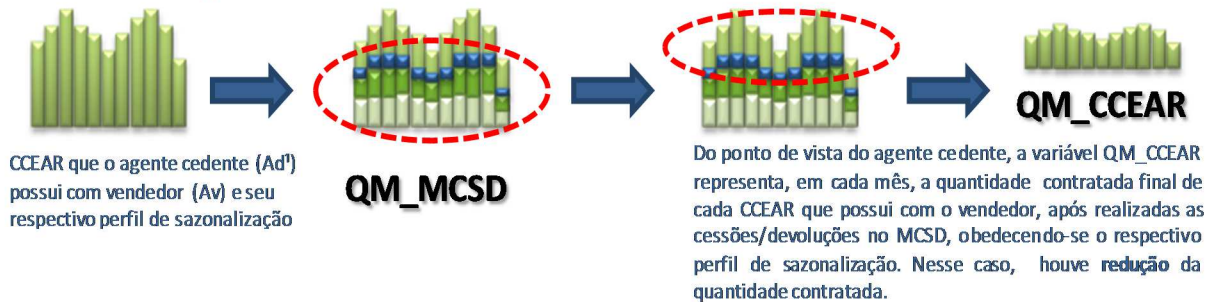 CCEAR que o agente cedente (Ad¹)
possui com vendedor (Av) e seu
respectivo perfil de sazonalização
QM_MCSD
QM_CCEAR
Do ponto de vista do agente cedente, a variável QM_CCEAR
representa, em cada mês, a quantidade contratada final de
cada CCEAR que possui com o vendedor, após realizadas as
cessões/devoluções no MCSD, obedecendo-se o respectivo
perfil de sazonalização. Nesse caso, houve redução da
quantidade contratada.